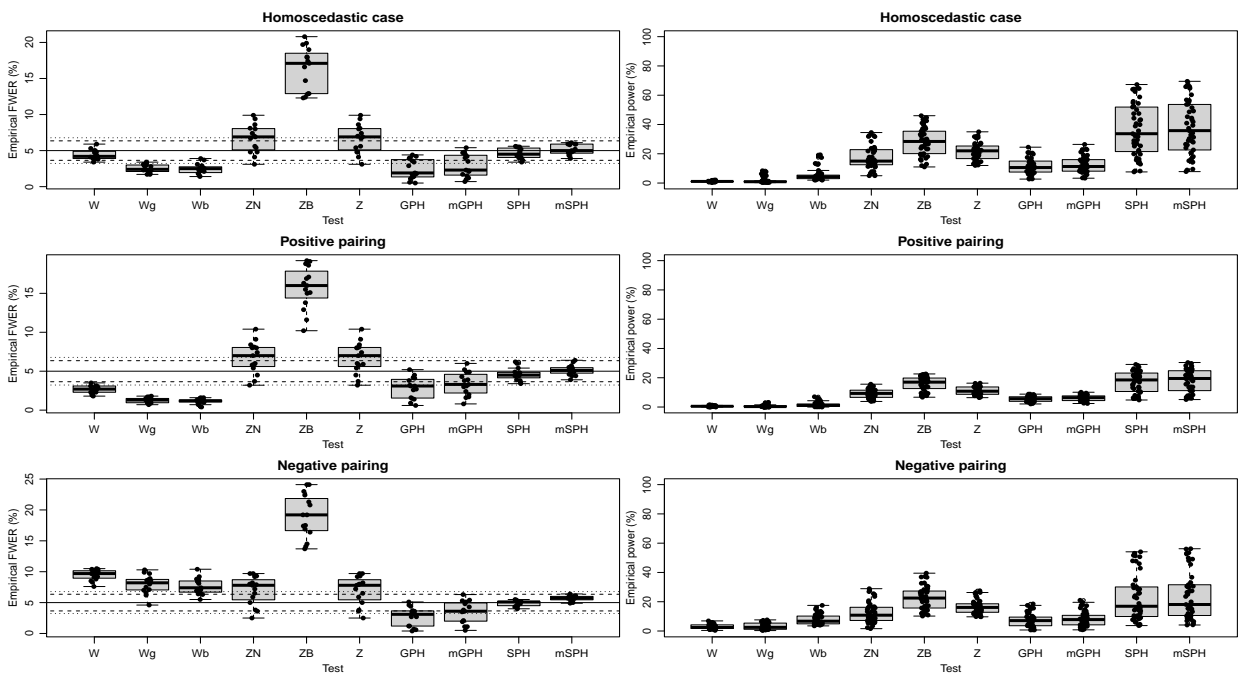 Homoscedastic case
Empirical FWER (%)
20
15
10
5
0
W Wg Wb ZN ZB Z GPH mGPH SPH mSPH
Test
Homoscedastic case
Empirical power (%)
100
80
60
40
20
0
W Wg Wb ZN ZB Z GPH mGPH SPH mSPH
Test
Positive pairing
Empirical FWER (%)
15
10
5
0
W Wg Wb ZN ZB Z GPH mGPH SPH mSPH
Test
Positive pairing
Empirical power (%)
100
80
60
40
20
0
W Wg Wb ZN ZB Z GPH mGPH SPH mSPH
Test
Negative pairing
Empirical FWER (%)
25
20
15
10
5
0
W Wg Wb ZN ZB Z GPH mGPH SPH mSPH
Test
Negative pairing
Empirical power (%)
100
80
60
40
20
0
W Wg Wb ZN ZB Z GPH mGPH SPH mSPH
Test